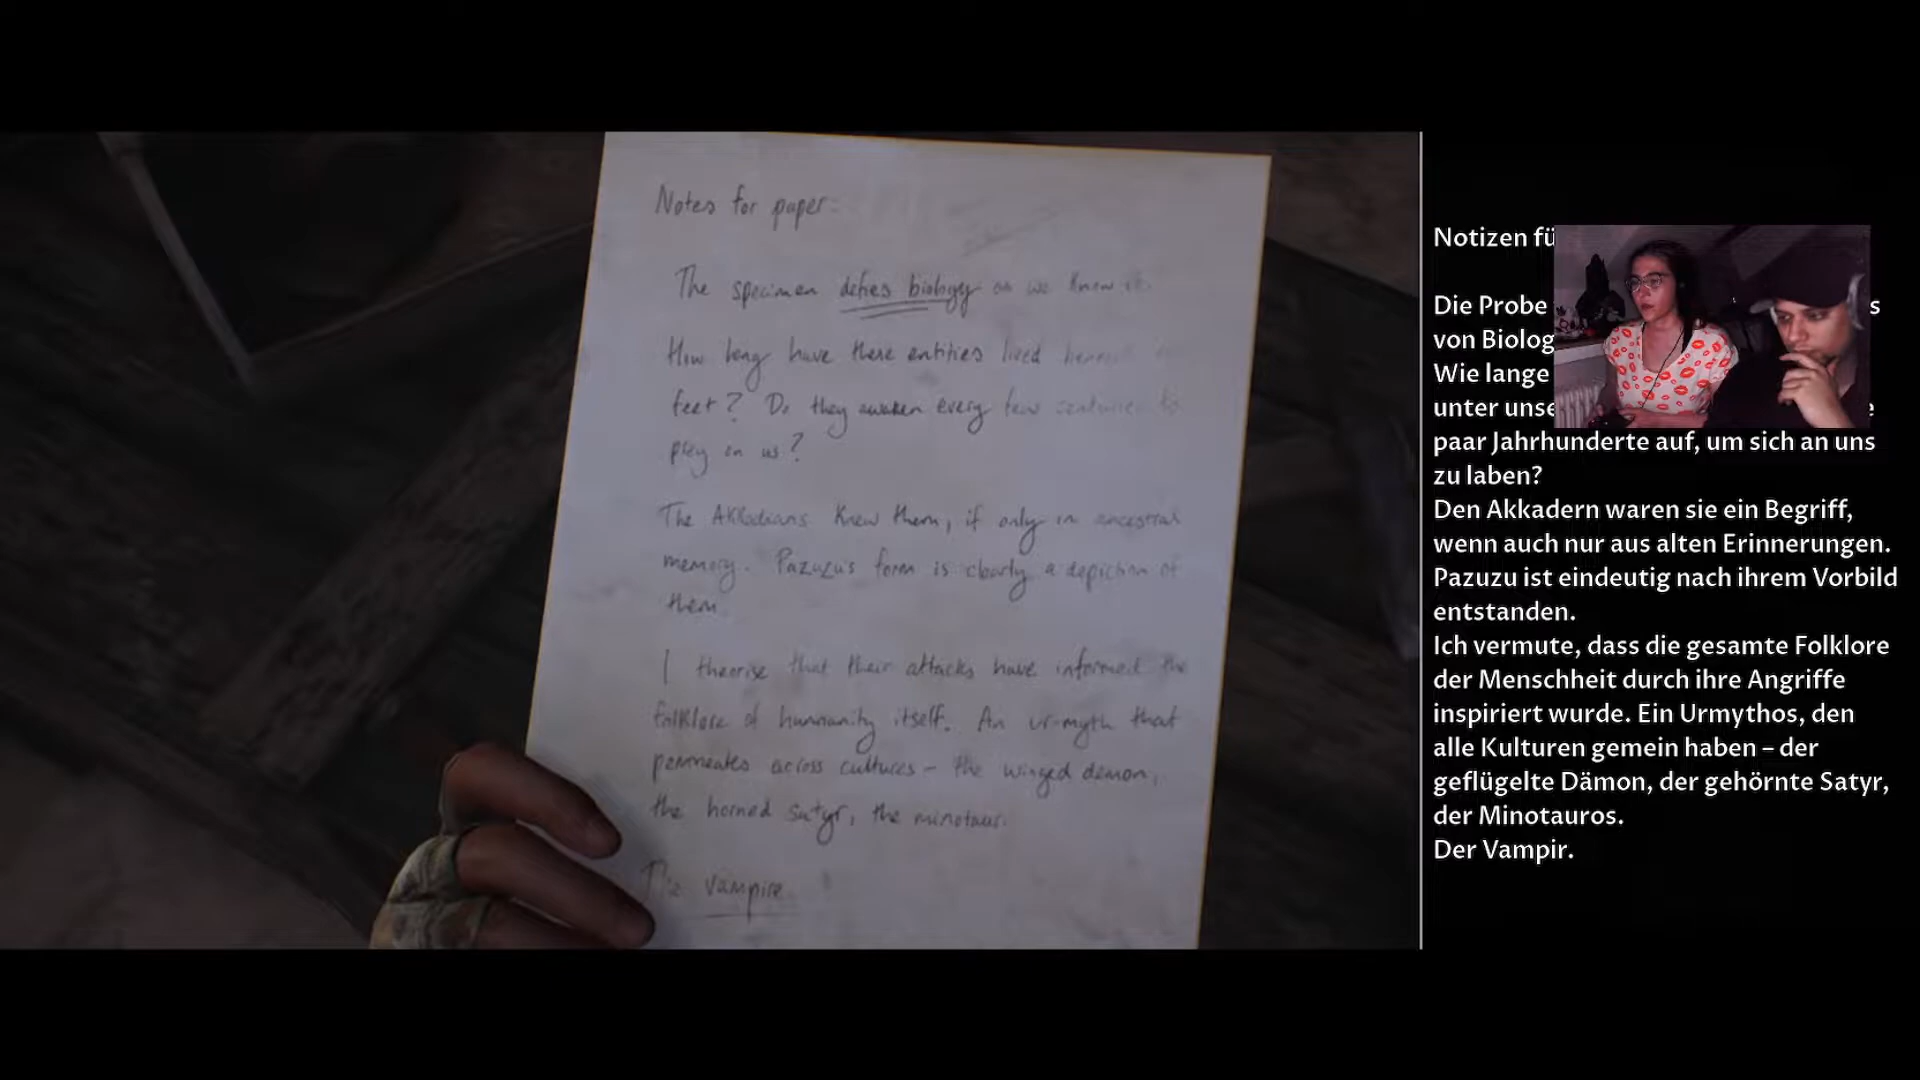 Notes for paper:
The specimen defies biology as we know it.
How long have these entities lived beneath
feet? Do they awaken every few centuries to
prey on us?
The Akkadians knew them, if only in ancestral
memory. Pazuzu's form is clearly a depiction of
them
I theorise that their attacks have informed the
folklore of humanity itself. An ur-myth that
permeates across cultures – the winged demon,
the horned satyr, the minotaur.
The vampire.
Notizen fü
Die Probe
s
von Biolog
Wie lange
unter unse
e
paar Jahrhunderte auf, um sich an uns
zu laben?
Den Akkadern waren sie ein Begriff,
wenn auch nur aus alten Erinnerungen.
Pazuzu ist eindeutig nach ihrem Vorbild
entstanden.
Ich vermute, dass die gesamte Folklore
der Menschheit durch ihre Angriffe
inspiriert wurde. Ein Urmythos, den
alle Kulturen gemein haben – der
geflügelte Dämon, der gehörnte Satyr,
der Minotauros.
Der Vampir.